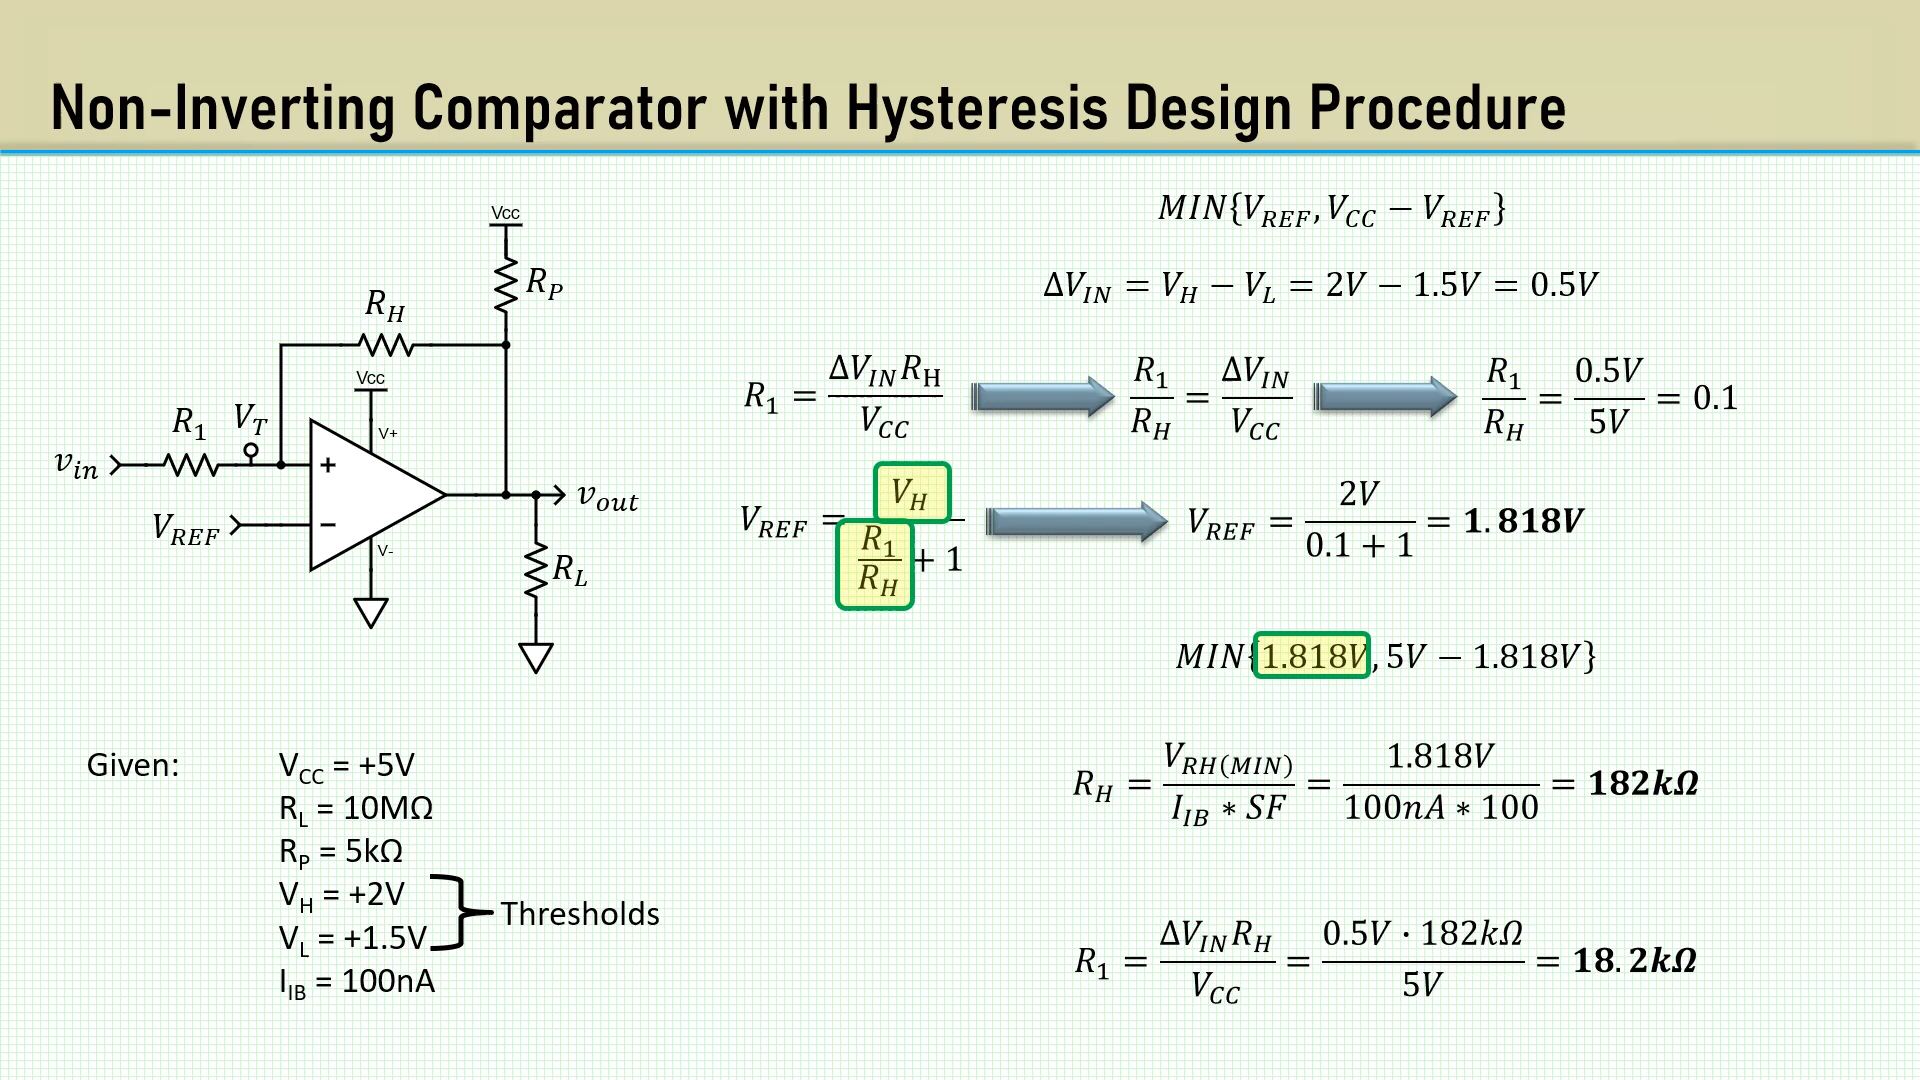 Non-Inverting Comparator with Hysteresis Design Procedure
Vcc
R_P
R_H
Vcc
V+
R_1
V_T
v_in
+
V_REF
−
V-
v_out
R_L
MIN{V_REF, V_CC − V_REF}
ΔV_IN = V_H − V_L = 2V − 1.5V = 0.5V
R_1 = ΔV_IN R_H / V_CC
R_1 / R_H = ΔV_IN / V_CC
R_1 / R_H = 0.5V / 5V = 0.1
V_REF = V_H / (R_1 / R_H + 1)
V_REF = 2V / (0.1 + 1) = 1.818V
MIN{1.818V, 5V − 1.818V}
R_H = V_RH(MIN) / (I_IB * SF) = 1.818V / (100nA * 100) = 182kΩ
R_1 = ΔV_IN R_H / V_CC = 0.5V · 182kΩ / 5V = 18.2kΩ
Given:
V_CC = +5V
R_L = 10MΩ
R_P = 5kΩ
V_H = +2V
V_L = +1.5V
Thresholds
I_IB = 100nA